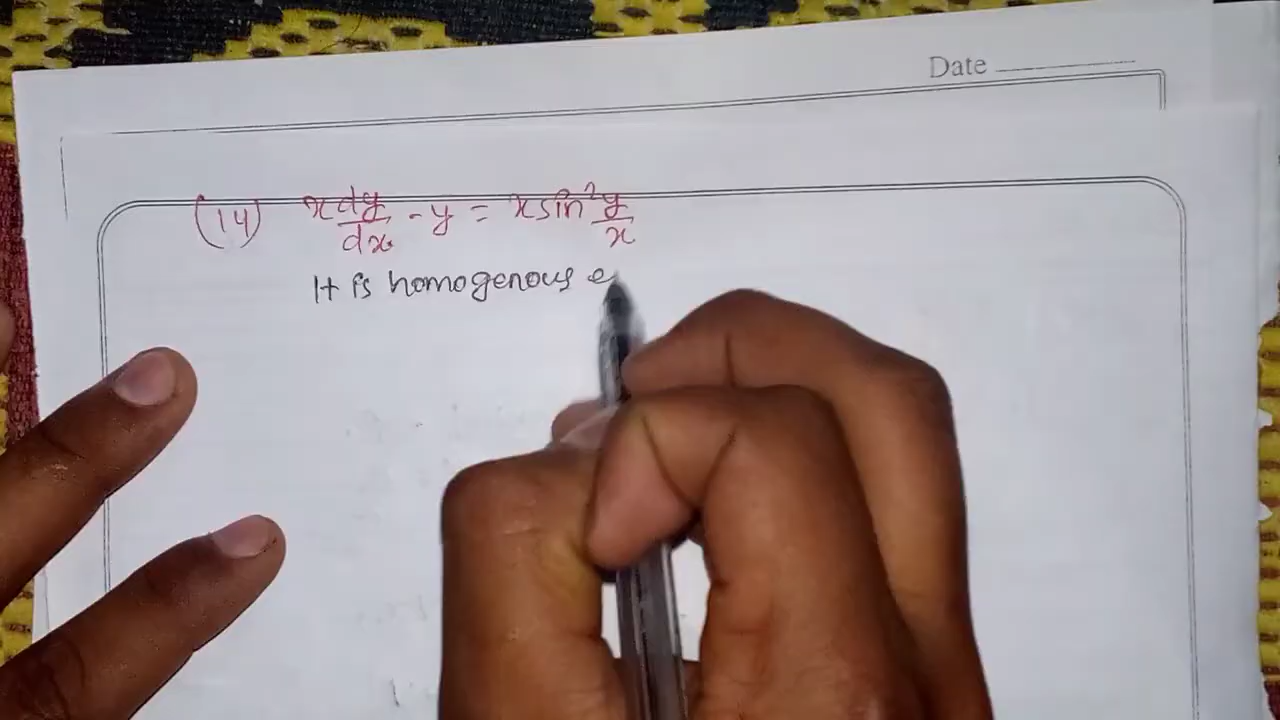 Date
(14) x dy/dx - y = x sin² y/x
It is homogenous e